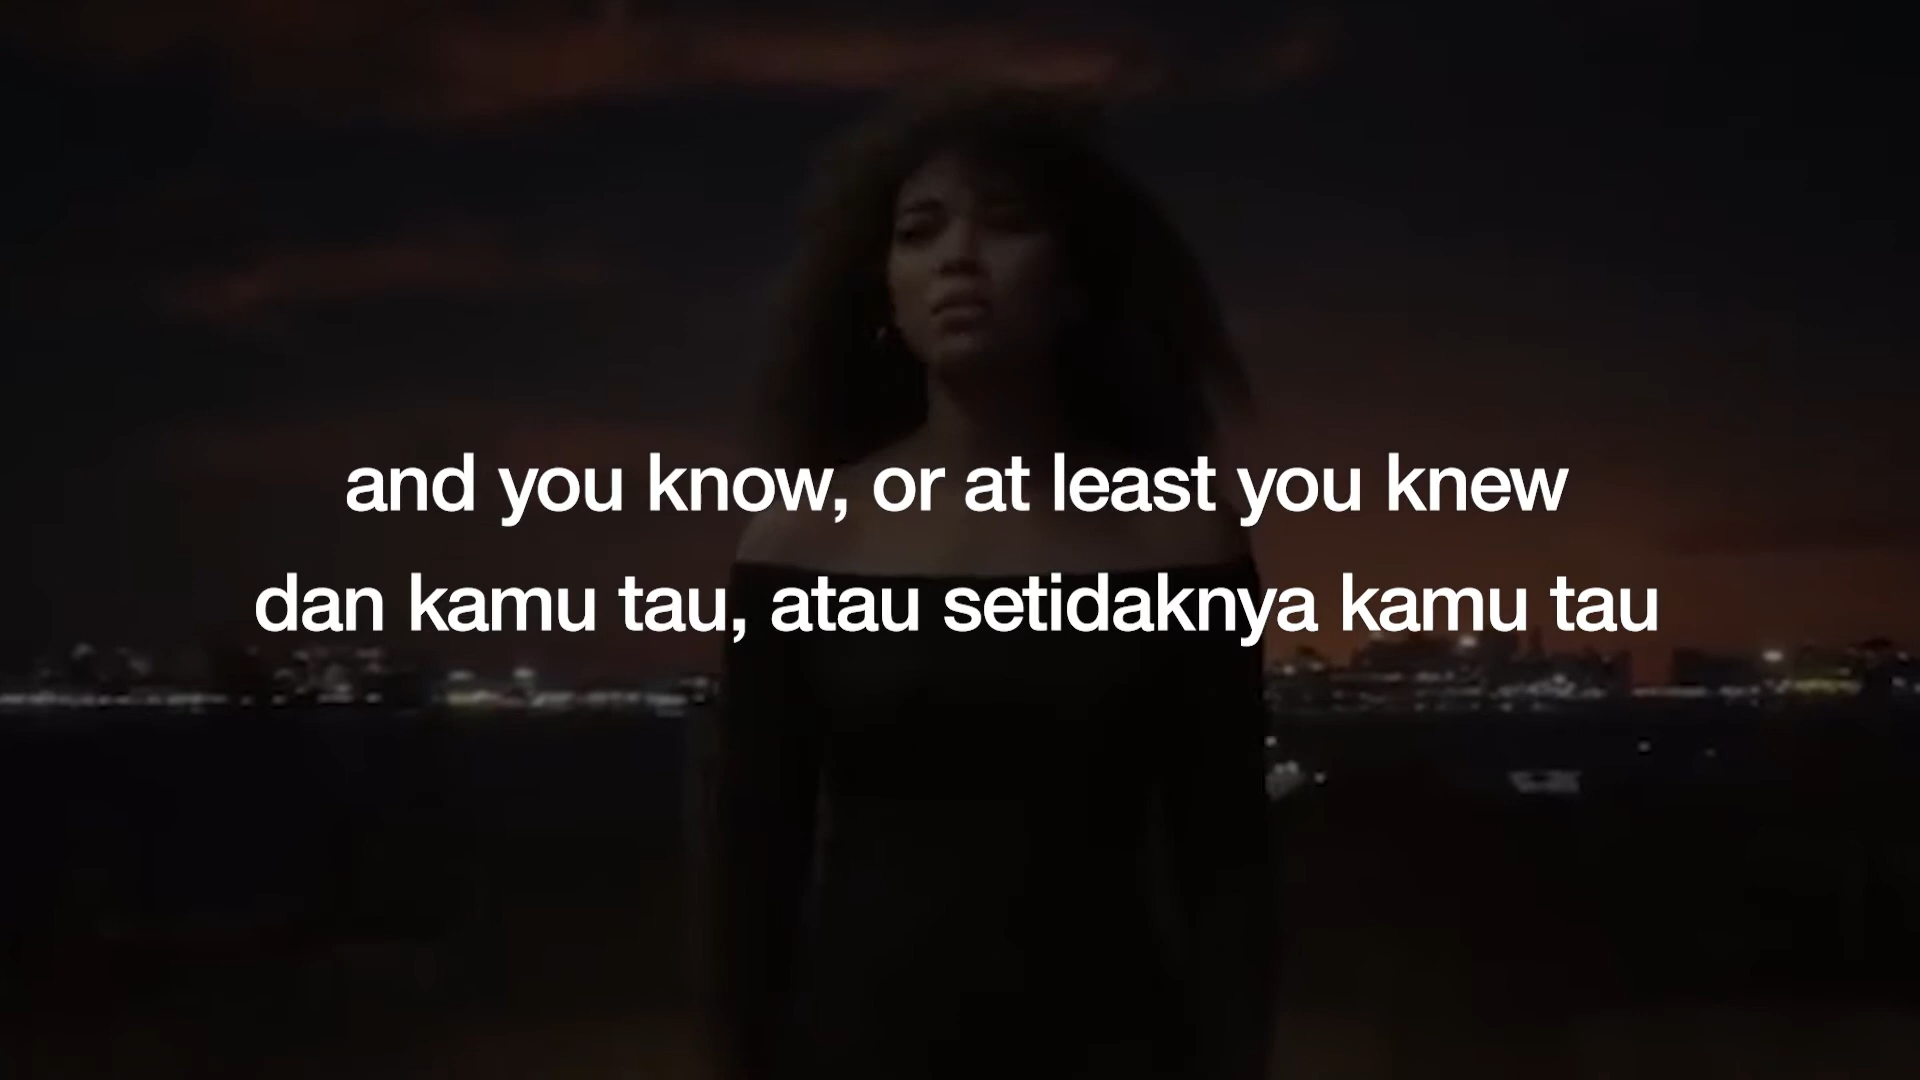 and you know, or at least you knew
dan kamu tau, atau setidaknya kamu tau